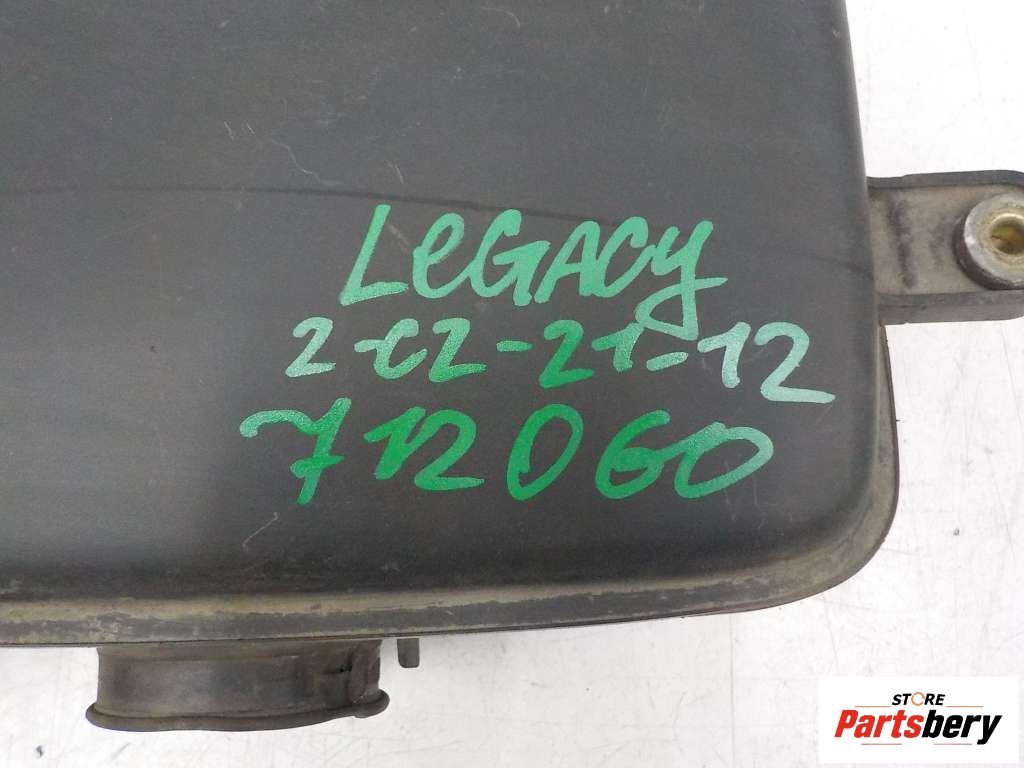 LeGACy
2-C2-21-12
712060
STORE
Partsbery